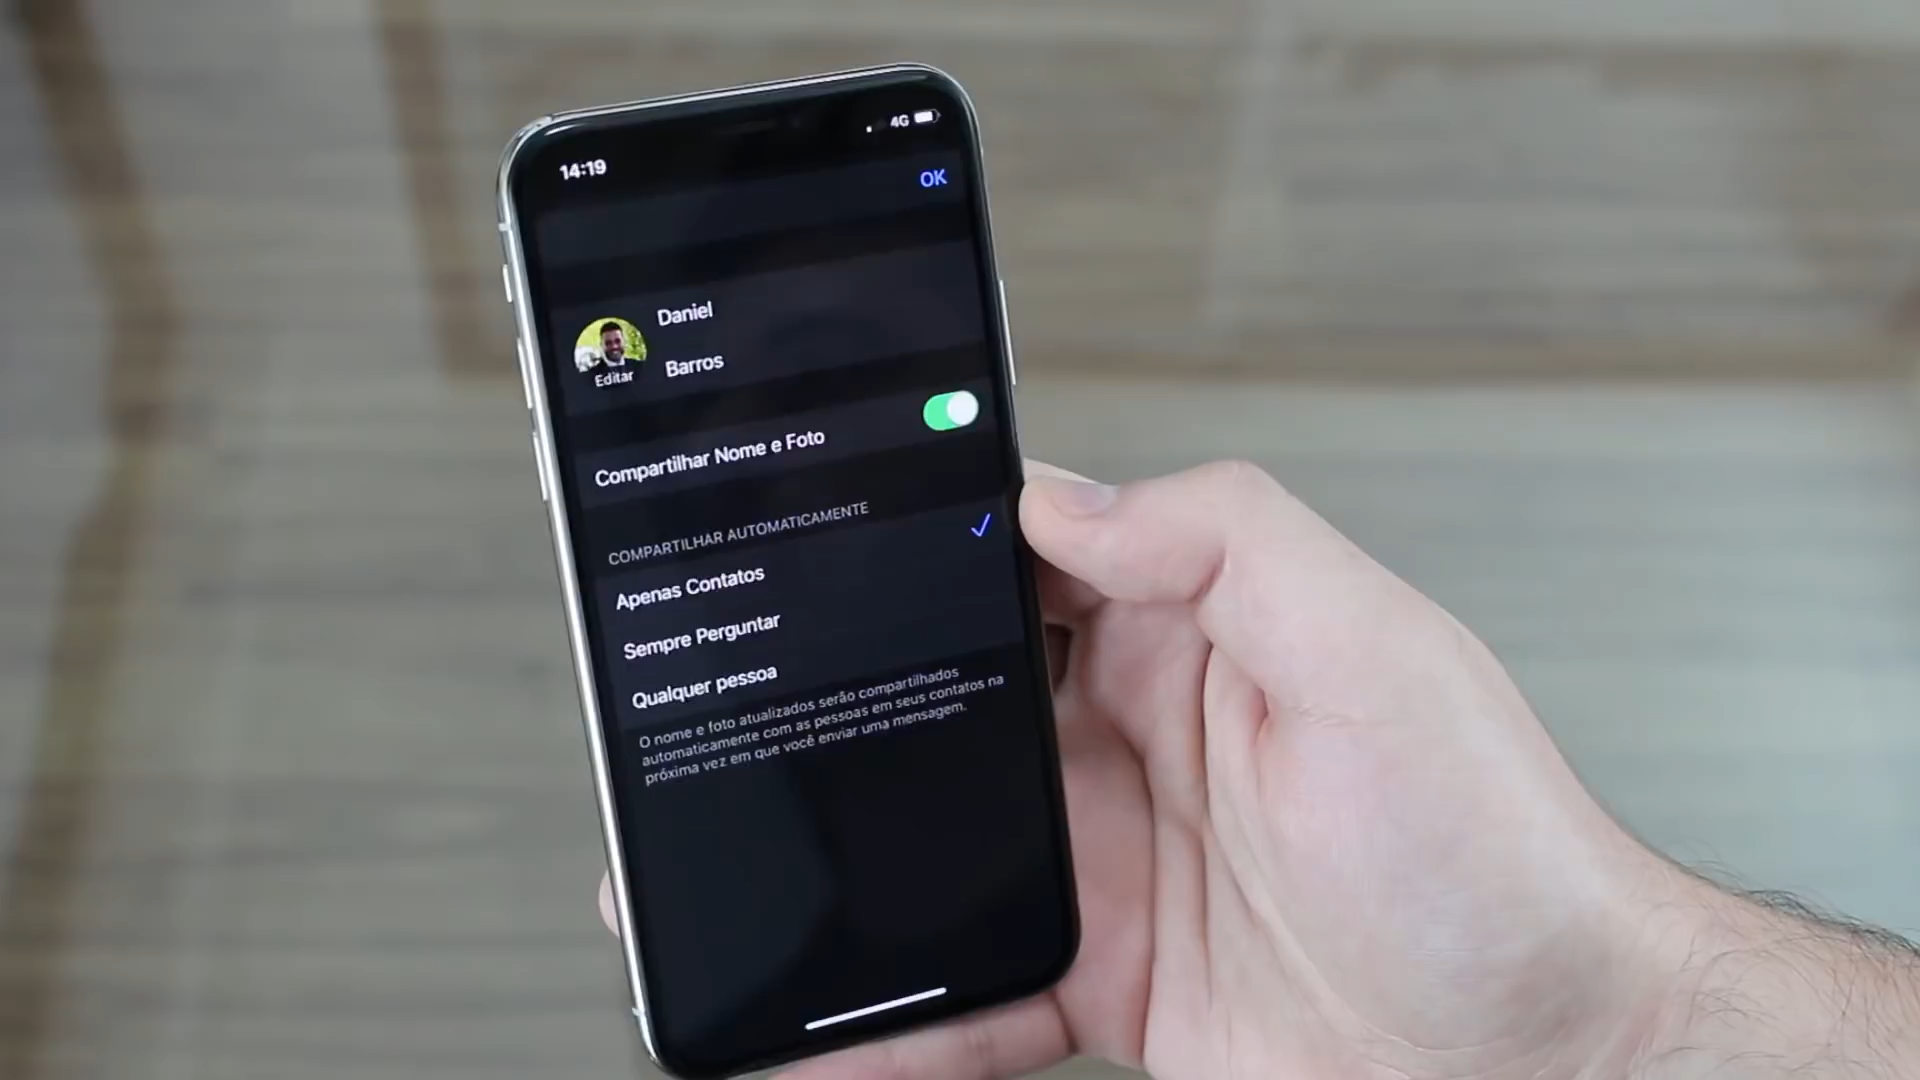 14:19
4G
OK
Daniel
Barros
Editar
Compartilhar Nome e Foto
COMPARTILHAR AUTOMATICAMENTE
Apenas Contatos
Sempre Perguntar
Qualquer pessoa
O nome e foto atualizados serão compartilhados
automaticamente com as pessoas em seus contatos na
próxima vez em que você enviar uma mensagem.